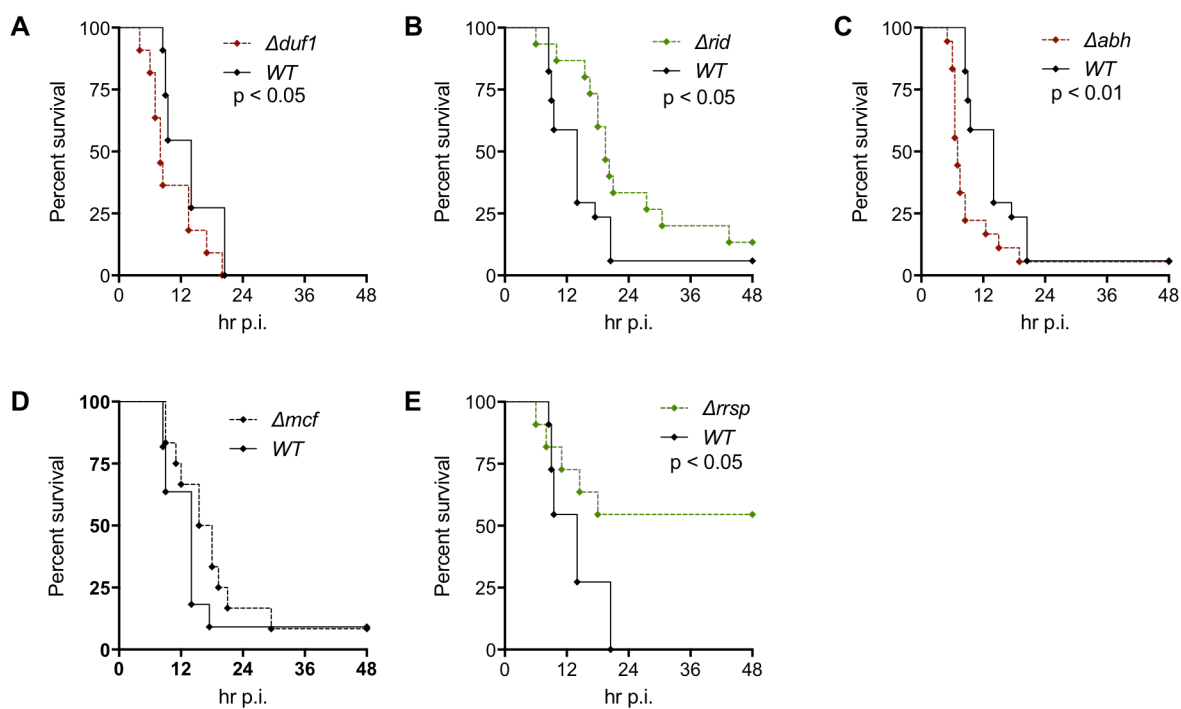 A
Percent survival
100
75
50
25
0
0 12 24 36 48
hr p.i.
Δduf1
WT
p < 0.05
B
Percent survival
100
75
50
25
0
0 12 24 36 48
hr p.i.
Δrid
WT
p < 0.05
C
Percent survival
100
75
50
25
0
0 12 24 36 48
hr p.i.
Δabh
WT
p < 0.01
D
Percent survival
100
75
50
25
0
0 12 24 36 48
hr p.i.
Δmcf
WT
E
Percent survival
100
75
50
25
0
0 12 24 36 48
hr p.i.
Δrrsp
WT
p < 0.05